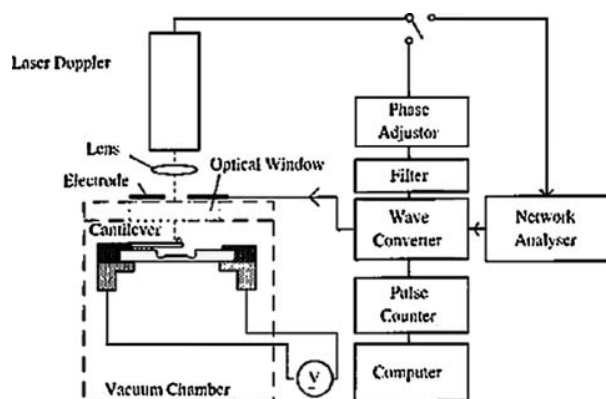 Laser Doppler
Lens
Optical Window
Electrode
Cantilever
Vacuum Chamber
V
Phase
Adjustor
Filter
Wave
Converter
Network
Analyser
Pulse
Counter
Computer